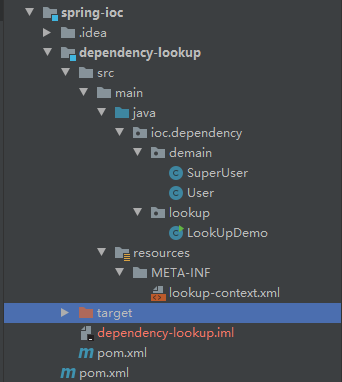 spring-ioc
.idea
dependency-lookup
src
main
java
ioc.dependency
demain
SuperUser
User
lookup
LookUpDemo
resources
META-INF
lookup-context.xml
target
dependency-lookup.iml
pom.xml
pom.xml